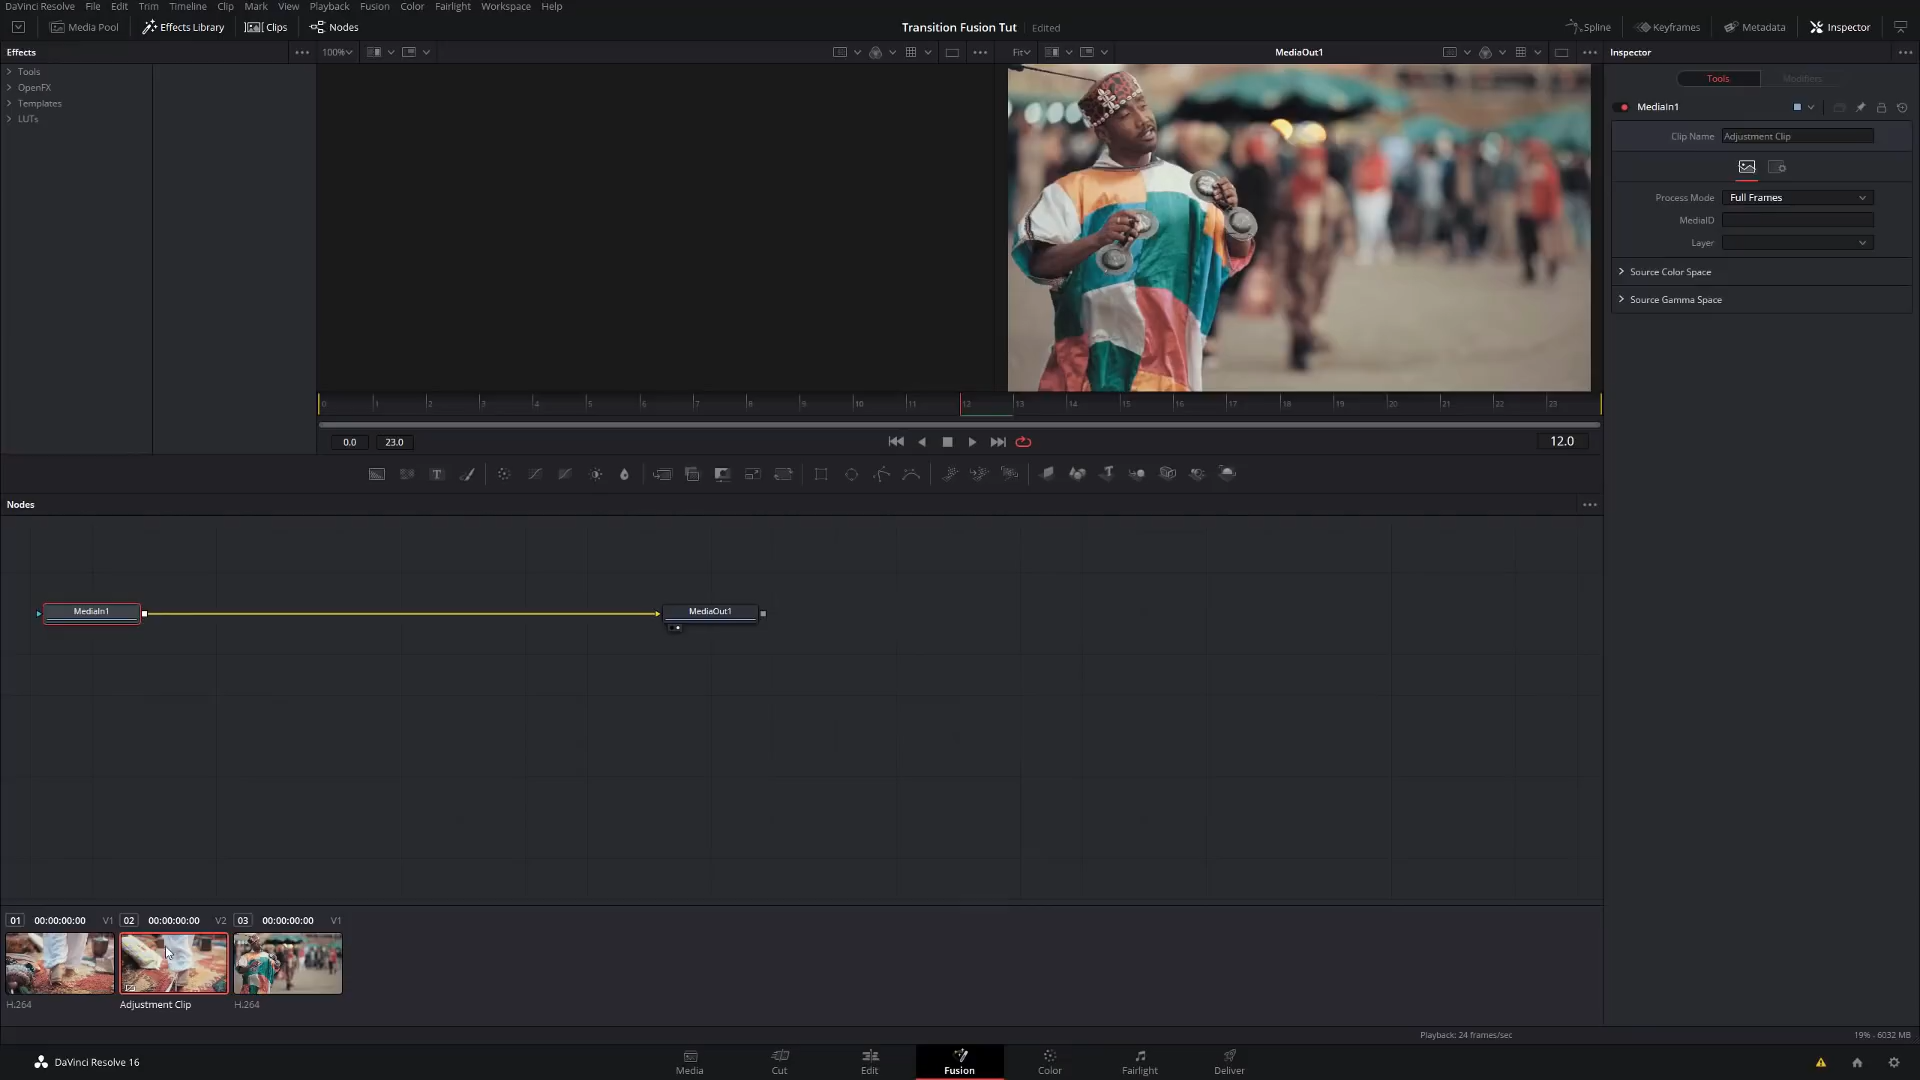 DaVinci Resolve File Edit Trim Timeline Clip Mark View Playback Fusion Color Fairlight Workspace Help
Media Pool Effects Library Clips Nodes Transition Fusion Tut Edited Spline Keyframes Metadata Inspector
Effects 100% Fit MediaOut1 Inspector
Tools
OpenFX
Templates
LUTs
Tools Modifiers
MediaIn1
Clip Name Adjustment Clip
Process Mode Full Frames
MediaID
Layer
Source Color Space
Source Gamma Space
0 1 2 3 4 5 6 7 8 9 10 11 12 13 14 15 16 17 18 19 20 21 22 23
0.0 23.0 12.0
Nodes
MediaIn1 MediaOut1
01 00:00:00:00 V1 02 00:00:00:00 V2 03 00:00:00:00 V1
H.264 Adjustment Clip H.264
Playback: 24 frames/sec 19% - 6032 MB
DaVinci Resolve 16 Media Cut Edit Fusion Color Fairlight Deliver